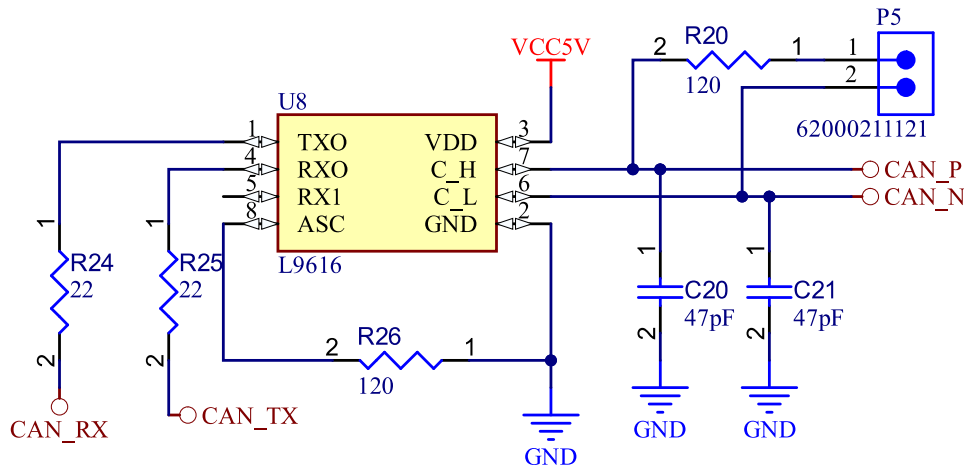 P5
VCC5V
2 R20 1
120
1
2
62000211121
U8
1 TXO VDD 3
4 RXO C_H 7
5 RX1 C_L 6
8 ASC GND 2
L9616
CAN_P
CAN_N
1
R24
22
2
CAN_RX
1
R25
22
2
CAN_TX
2 R26 1
120
GND
1
C20
47pF
2
GND
1
C21
47pF
2
GND